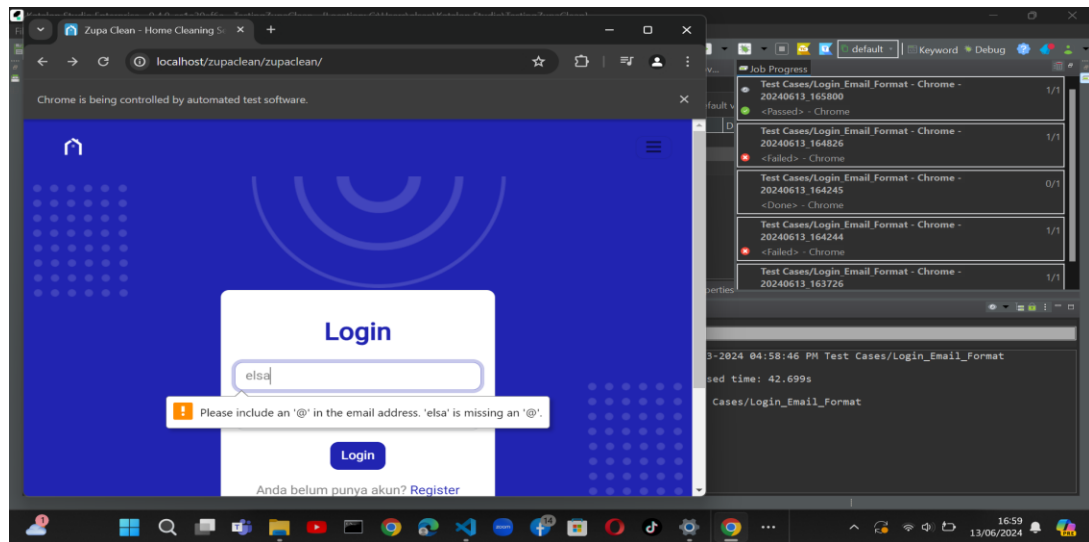 Zupa Clean - Home Cleaning S
localhost/zupaclean/zupaclean/
Chrome is being controlled by automated test software.
Login
elsa
Please include an '@' in the email address. 'elsa' is missing an '@'.
Login
Anda belum punya akun? Register
default
Keyword
Debug
Job Progress
Test Cases/Login_Email_Format - Chrome -
20240613_165800
1/1
<Passed> - Chrome
Test Cases/Login_Email_Format - Chrome -
20240613_164826
1/1
<Failed> - Chrome
Test Cases/Login_Email_Format - Chrome -
20240613_164245
0/1
<Done> - Chrome
Test Cases/Login_Email_Format - Chrome -
20240613_164244
1/1
<Failed> - Chrome
Test Cases/Login_Email_Format - Chrome -
20240613_163726
1/1
perties
3-2024 04:58:46 PM Test Cases/Login_Email_Format
sed time: 42.699s
Cases/Login_Email_Format
zoom
16:59
13/06/2024